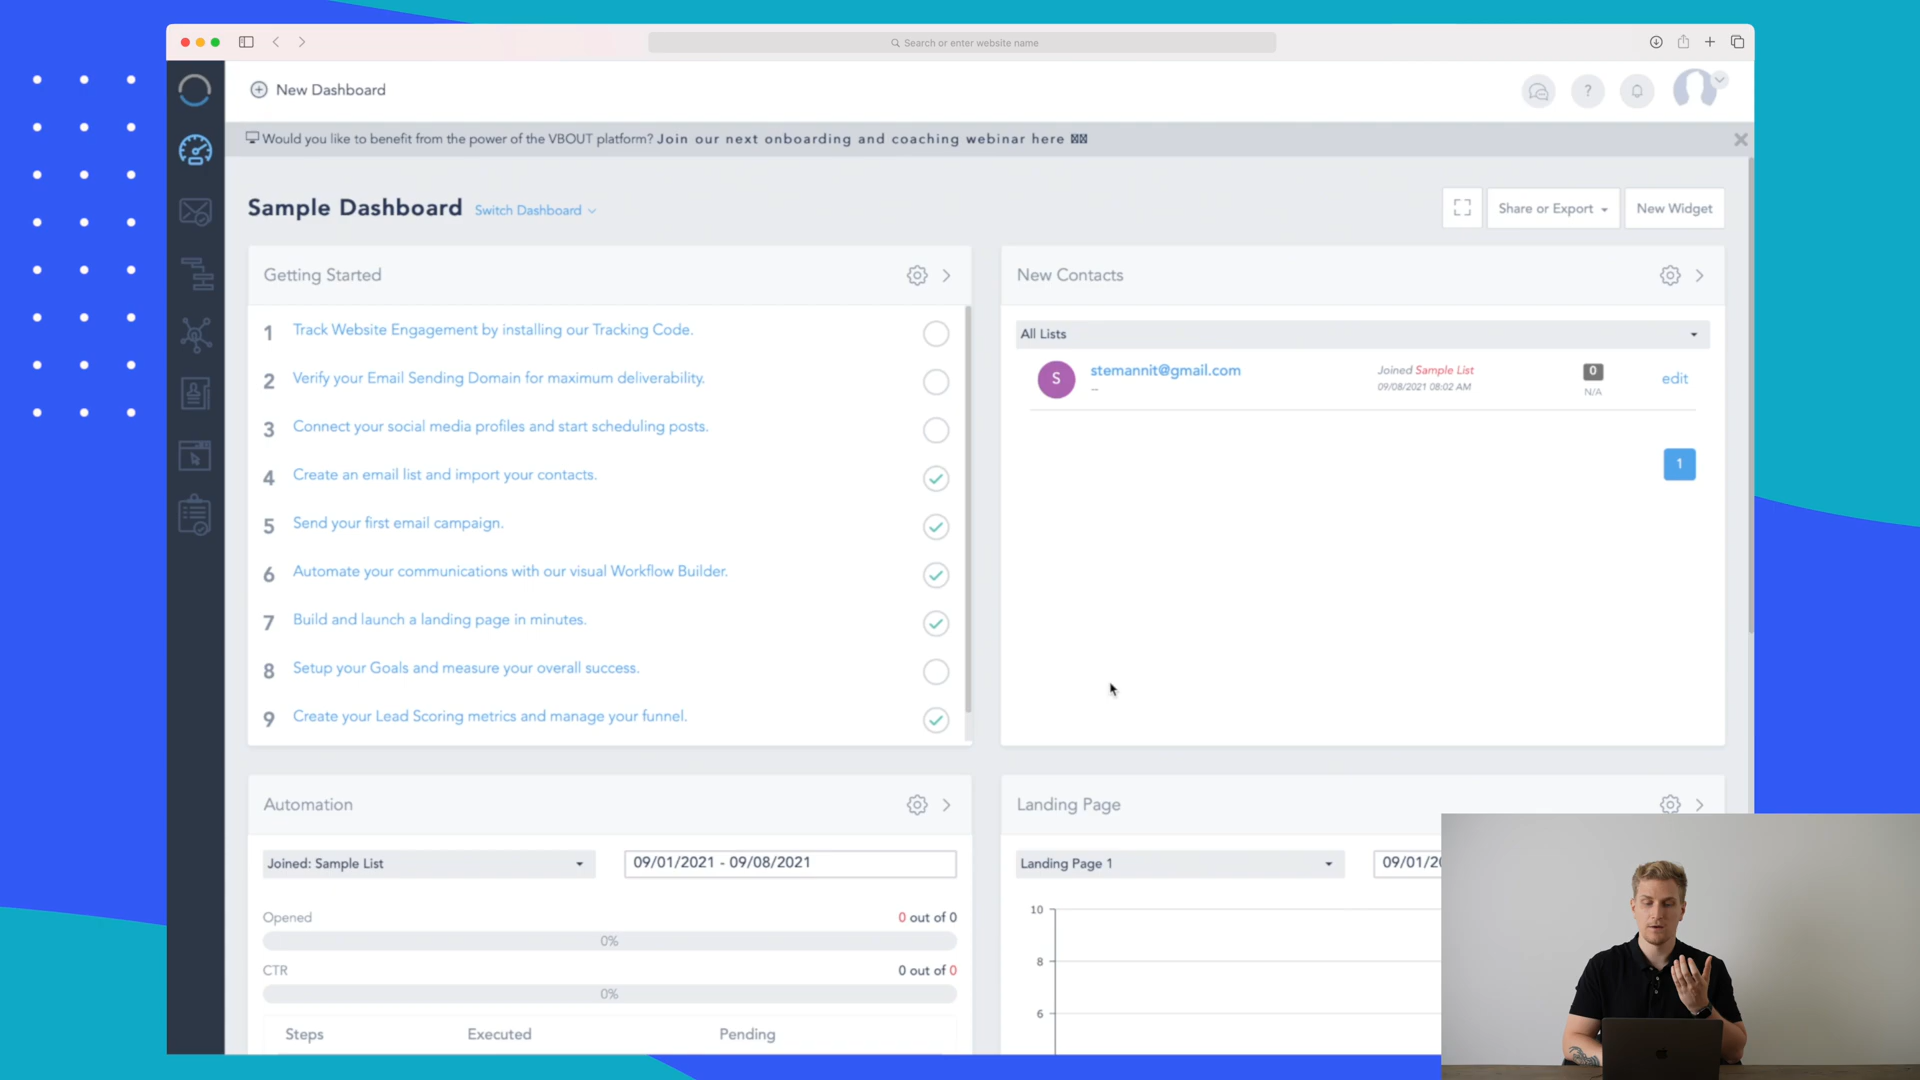 Search or enter website name
New Dashboard
?
Would you like to benefit from the power of the VBOUT platform? Join our next onboarding and coaching webinar here
Sample Dashboard Switch Dashboard
Share or Export
New Widget
Getting Started
1 Track Website Engagement by installing our Tracking Code.
2 Verify your Email Sending Domain for maximum deliverability.
3 Connect your social media profiles and start scheduling posts.
4 Create an email list and import your contacts.
5 Send your first email campaign.
6 Automate your communications with our visual Workflow Builder.
7 Build and launch a landing page in minutes.
8 Setup your Goals and measure your overall success.
9 Create your Lead Scoring metrics and manage your funnel.
New Contacts
All Lists
S
stemannit@gmail.com
--
Joined Sample List
09/08/2021 08:02 AM
0
N/A
edit
1
Automation
Joined: Sample List
09/01/2021 - 09/08/2021
Opened 0 out of 0
0%
CTR 0 out of 0
0%
Steps Executed Pending
Landing Page
Landing Page 1
09/01/20
10
8
6